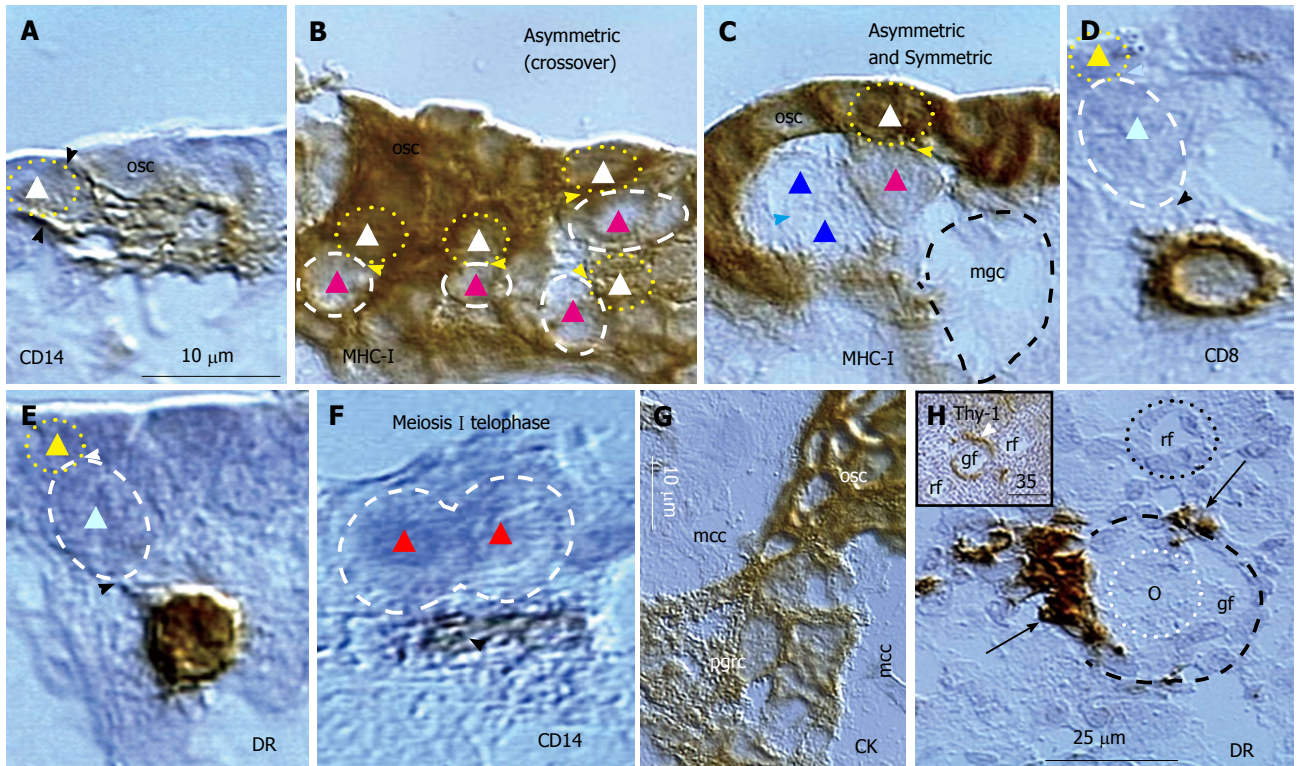 A
osc
CD14
10 μm
B
Asymmetric
(crossover)
osc
MHC-I
C
Asymmetric
and Symmetric
osc
mgc
MHC-I
D
CD8
E
DR
F
Meiosis I telophase
CD14
G
10 μm
osc
mcc
pgrc
mcc
CK
H
Thy-1
gf
rf
rf
35
rf
O
gf
25 μm
DR